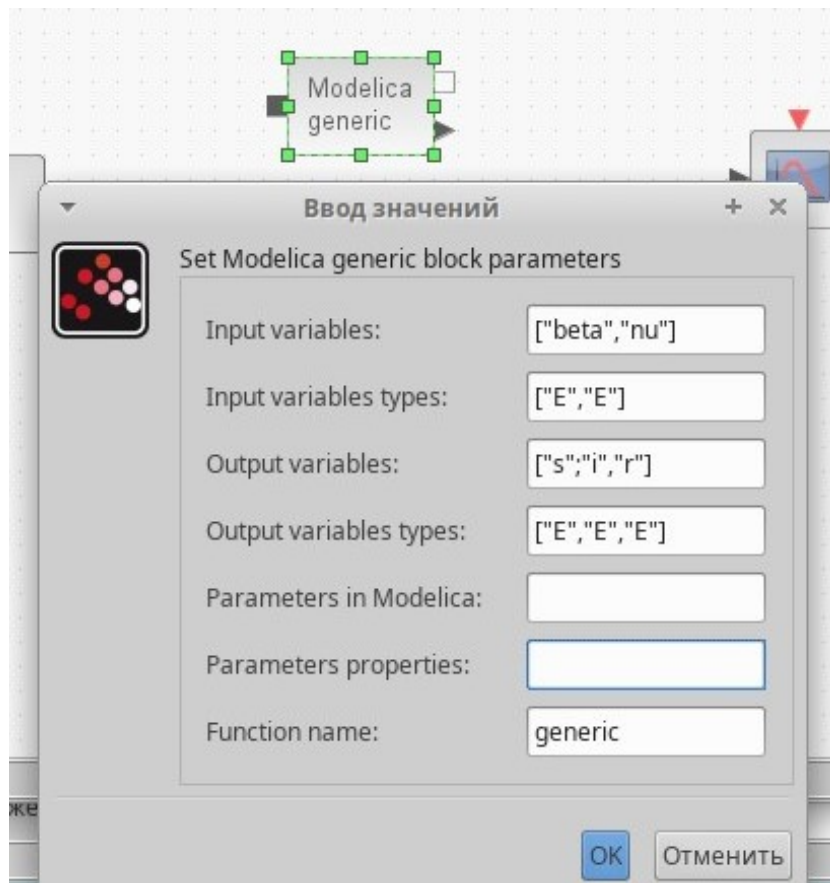 Modelica
generic
Ввод значений
Set Modelica generic block parameters
Input variables: ["beta","nu"]
Input variables types: ["E","E"]
Output variables: ["s";"i","r"]
Output variables types: ["E","E","E"]
Parameters in Modelica:
Parameters properties:
Function name: generic
же
OK Отменить